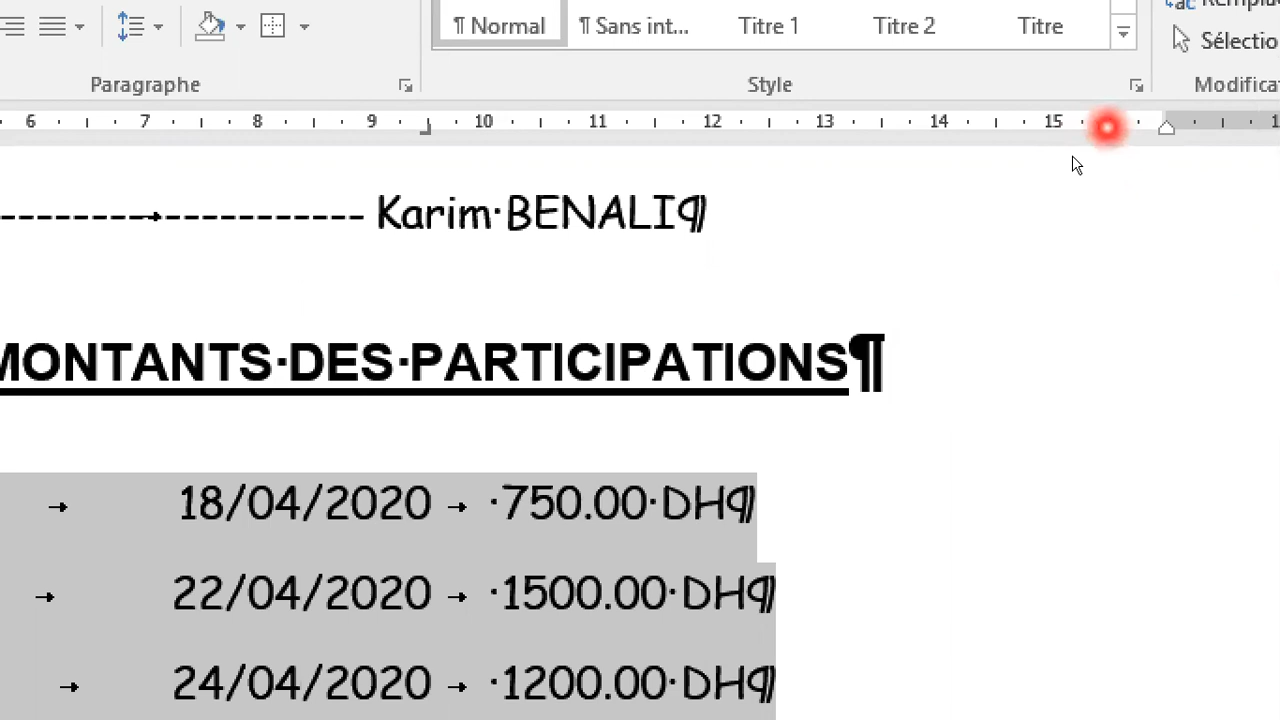 Remplac
¶ Normal ¶ Sans int... Titre 1 Titre 2 Titre
Sélectio
Paragraphe Style Modifica
6 7 8 9 10 11 12 13 14 15
----------→----------- Karim·BENALI¶
MONTANTS·DES·PARTICIPATIONS¶
→ 18/04/2020 → ·750.00·DH¶
→ 22/04/2020 → ·1500.00·DH¶
→ 24/04/2020 → ·1200.00·DH¶